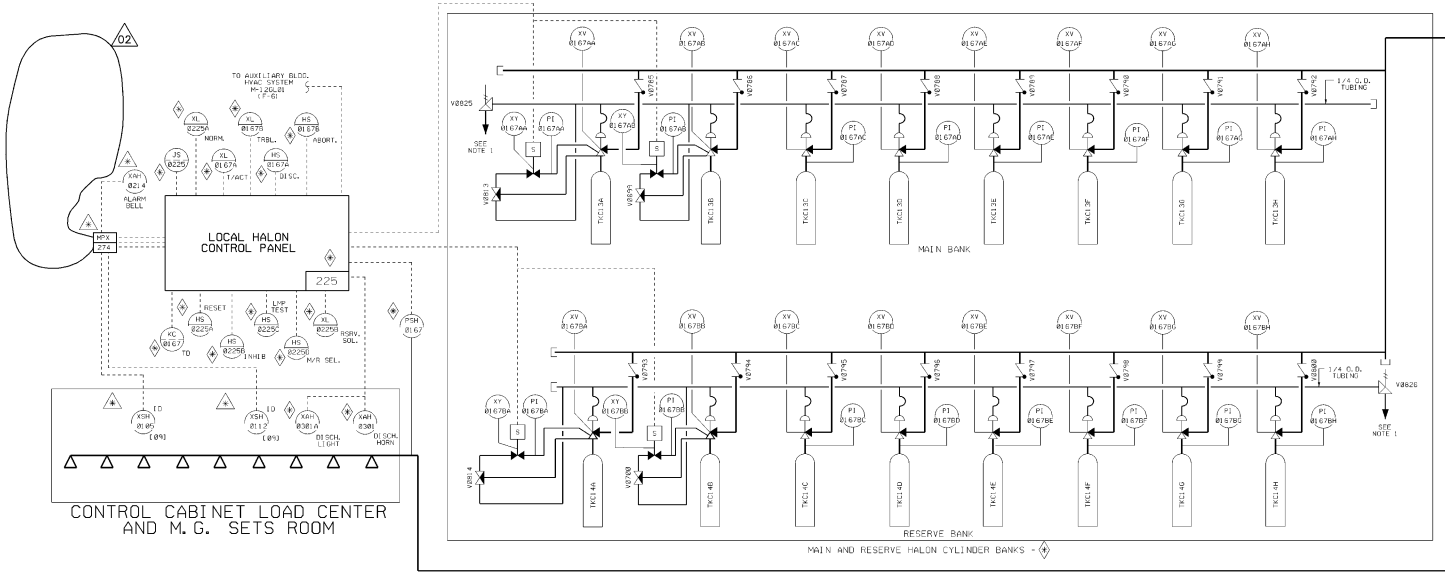 02
TO AUXILIARY BLDG.
HVAC SYSTEM
M-12GL01
(F-6)
XL
0225A
NORM.
XL
0167B
TRBL.
HS
0167B
ABORT.
JS
0225
XL
0167A
T/ACT
HS
0167A
DISC.
XAH
0214
ALARM
BELL
MPX
274
LOCAL HALON
CONTROL PANEL
225
RESET
HS
0225A
LMP
TEST
HS
0225C
XL
0225B
RSRV.
SOL.
KC
0167
TD
HS
0225B
INHIB
HS
0225D
M/R SEL.
PSH
0167
XSH
0105
IO
[09]
XSH
0112
IO
[09]
XAH
0301A
DISCH.
LIGHT
XAH
0301
DISCH.
HORN
CONTROL CABINET LOAD CENTER
AND M.G. SETS ROOM
XV
0167AA
XV
0167AB
XV
0167AC
XV
0167AD
XV
0167AE
XV
0167AF
XV
0167AG
XV
0167AH
V0785
V0786
V0787
V0788
V0789
V0790
V0791
V0792
1/4 O.D.
TUBING
V0825
SEE
NOTE 1
XY
0167AA
PI
0167AA
XY
0167AB
PI
0167AB
PI
0167AC
PI
0167AD
PI
0167AE
PI
0167AF
PI
0167AG
PI
0167AH
S
S
V0813
V0699
TKC13A
TKC13B
TKC13C
TKC13D
TKC13E
TKC13F
TKC13G
TKC13H
MAIN BANK
XV
0167BA
XV
0167BB
XV
0167BC
XV
0167BD
XV
0167BE
XV
0167BF
XV
0167BG
XV
0167BH
V0793
V0794
V0795
V0796
V0797
V0798
V0799
V0800
1/4 O.D.
TUBING
V0826
SEE
NOTE 1
XY
0167BA
PI
0167BA
XY
0167BB
PI
0167BB
PI
0167BC
PI
0167BD
PI
0167BE
PI
0167BF
PI
0167BG
PI
0167BH
S
S
V0814
V0700
TKC14A
TKC14B
TKC14C
TKC14D
TKC14E
TKC14F
TKC14G
TKC14H
RESERVE BANK
MAIN AND RESERVE HALON CYLINDER BANKS -